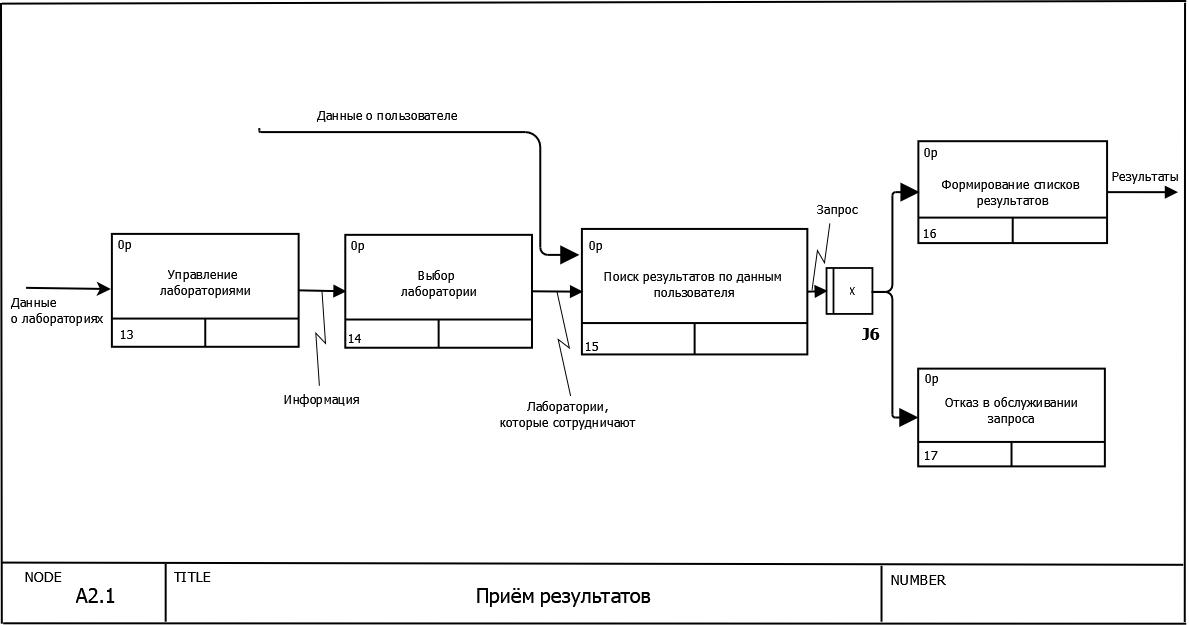 Данные о пользователе
0р
Формирование списков
результатов
16
Результаты
Запрос
0р
Управление
лабораториями
13
0р
Выбор
лаборатории
14
0р
Поиск результатов по данным
пользователя
15
X
J6
Данные
о лабораториях
Информация
Лаборатории,
которые сотрудничают
0р
Отказ в обслуживании
запроса
17
NODE
A2.1
TITLE
Приём результатов
NUMBER